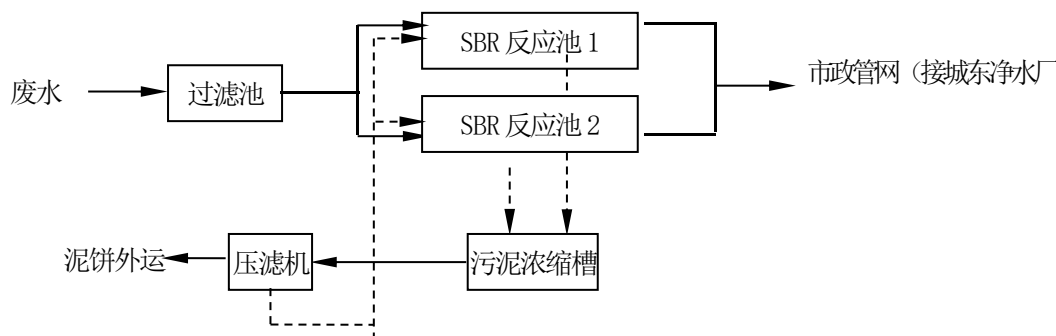 SBR 反应池 1
市政管网（接城东净水厂
废水
过滤池
SBR 反应池 2
泥饼外运
压滤机
污泥浓缩槽